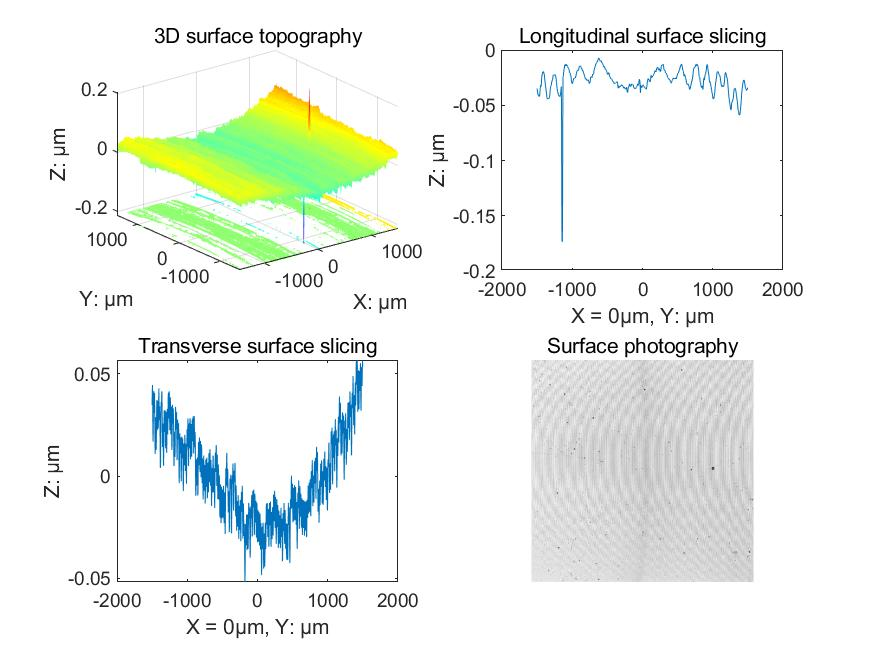 3D surface topography
0.2
0
-0.2
Z: µm
1000
0
-1000
Y: µm
-1000
0
1000
X: µm
Longitudinal surface slicing
0
-0.05
-0.1
-0.15
-0.2
Z: µm
-2000 -1000 0 1000 2000
X = 0µm, Y: µm
Transverse surface slicing
0.05
0
-0.05
Z: µm
-2000 -1000 0 1000 2000
X = 0µm, Y: µm
Surface photography